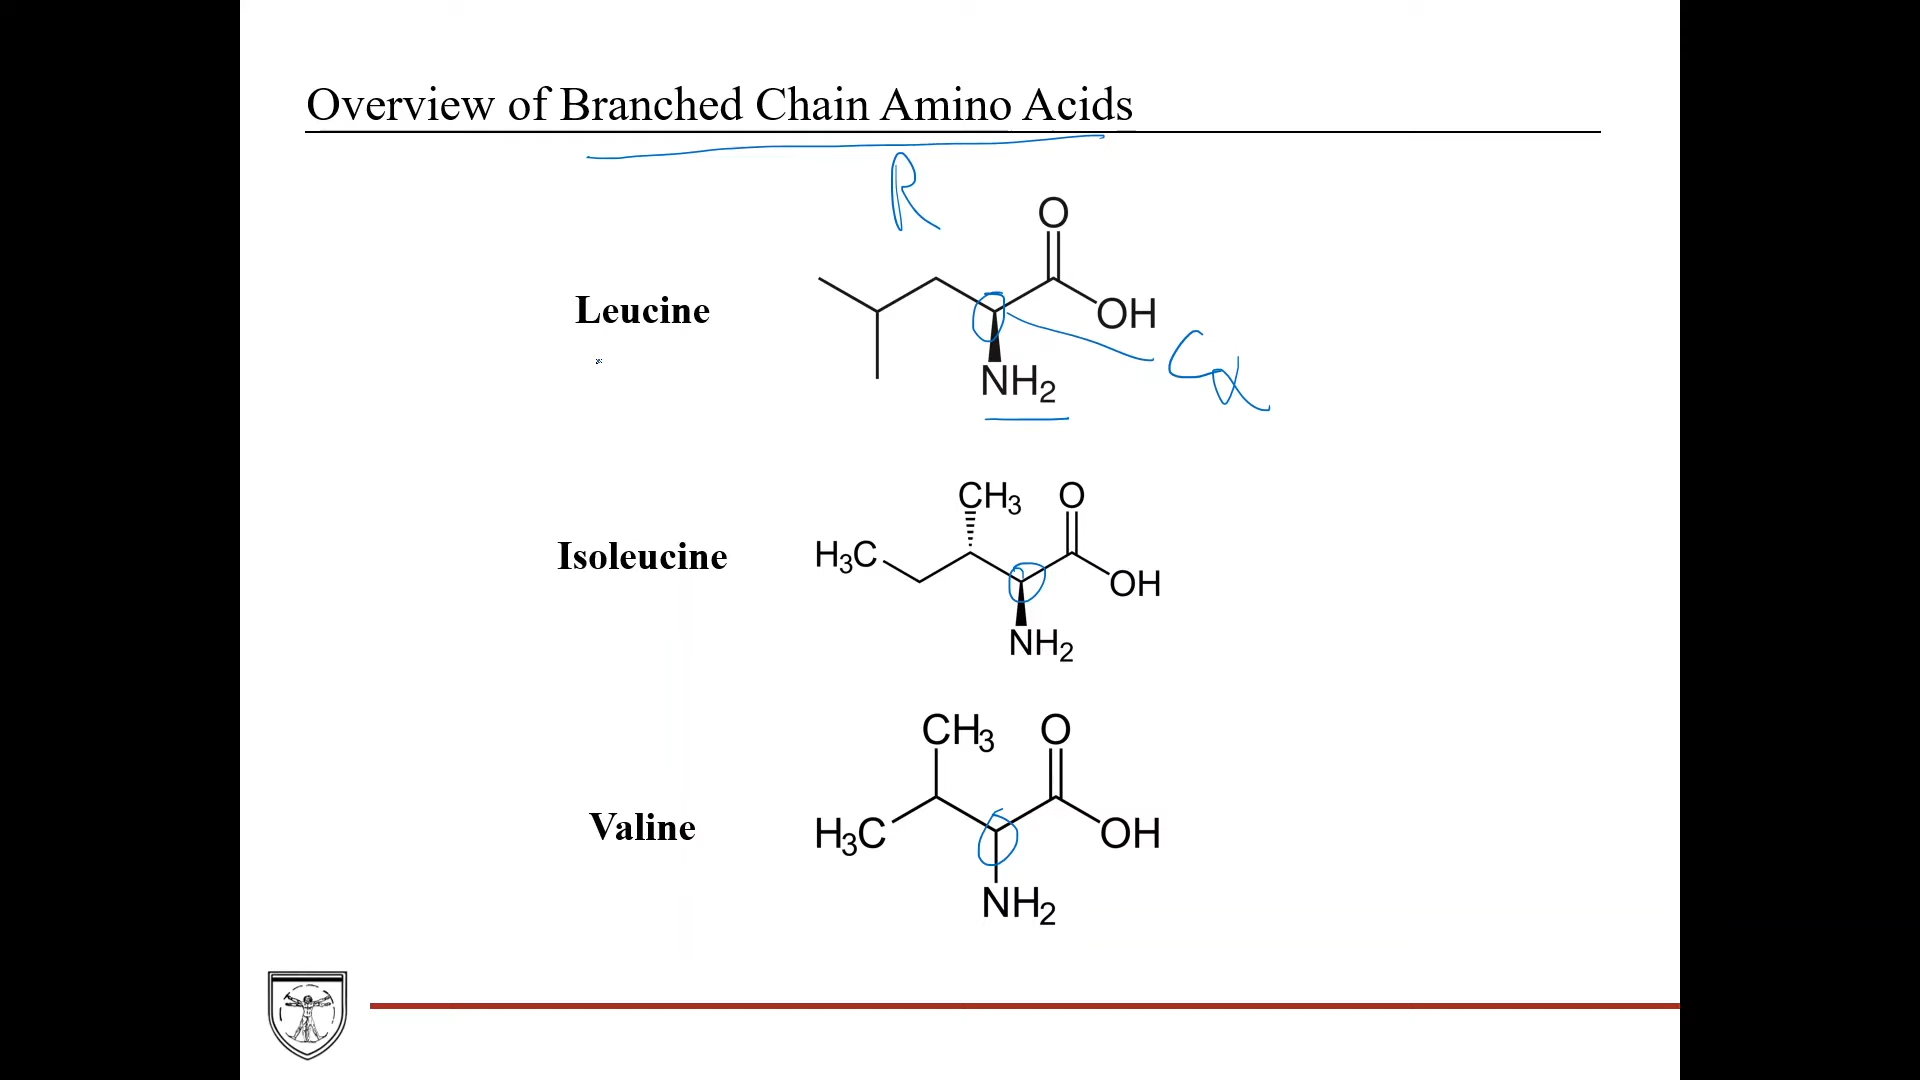 Overview of Branched Chain Amino Acids
R
O
Leucine
OH
Cα
NH2
CH3 O
Isoleucine
H3C
OH
NH2
CH3 O
Valine
H3C
OH
NH2